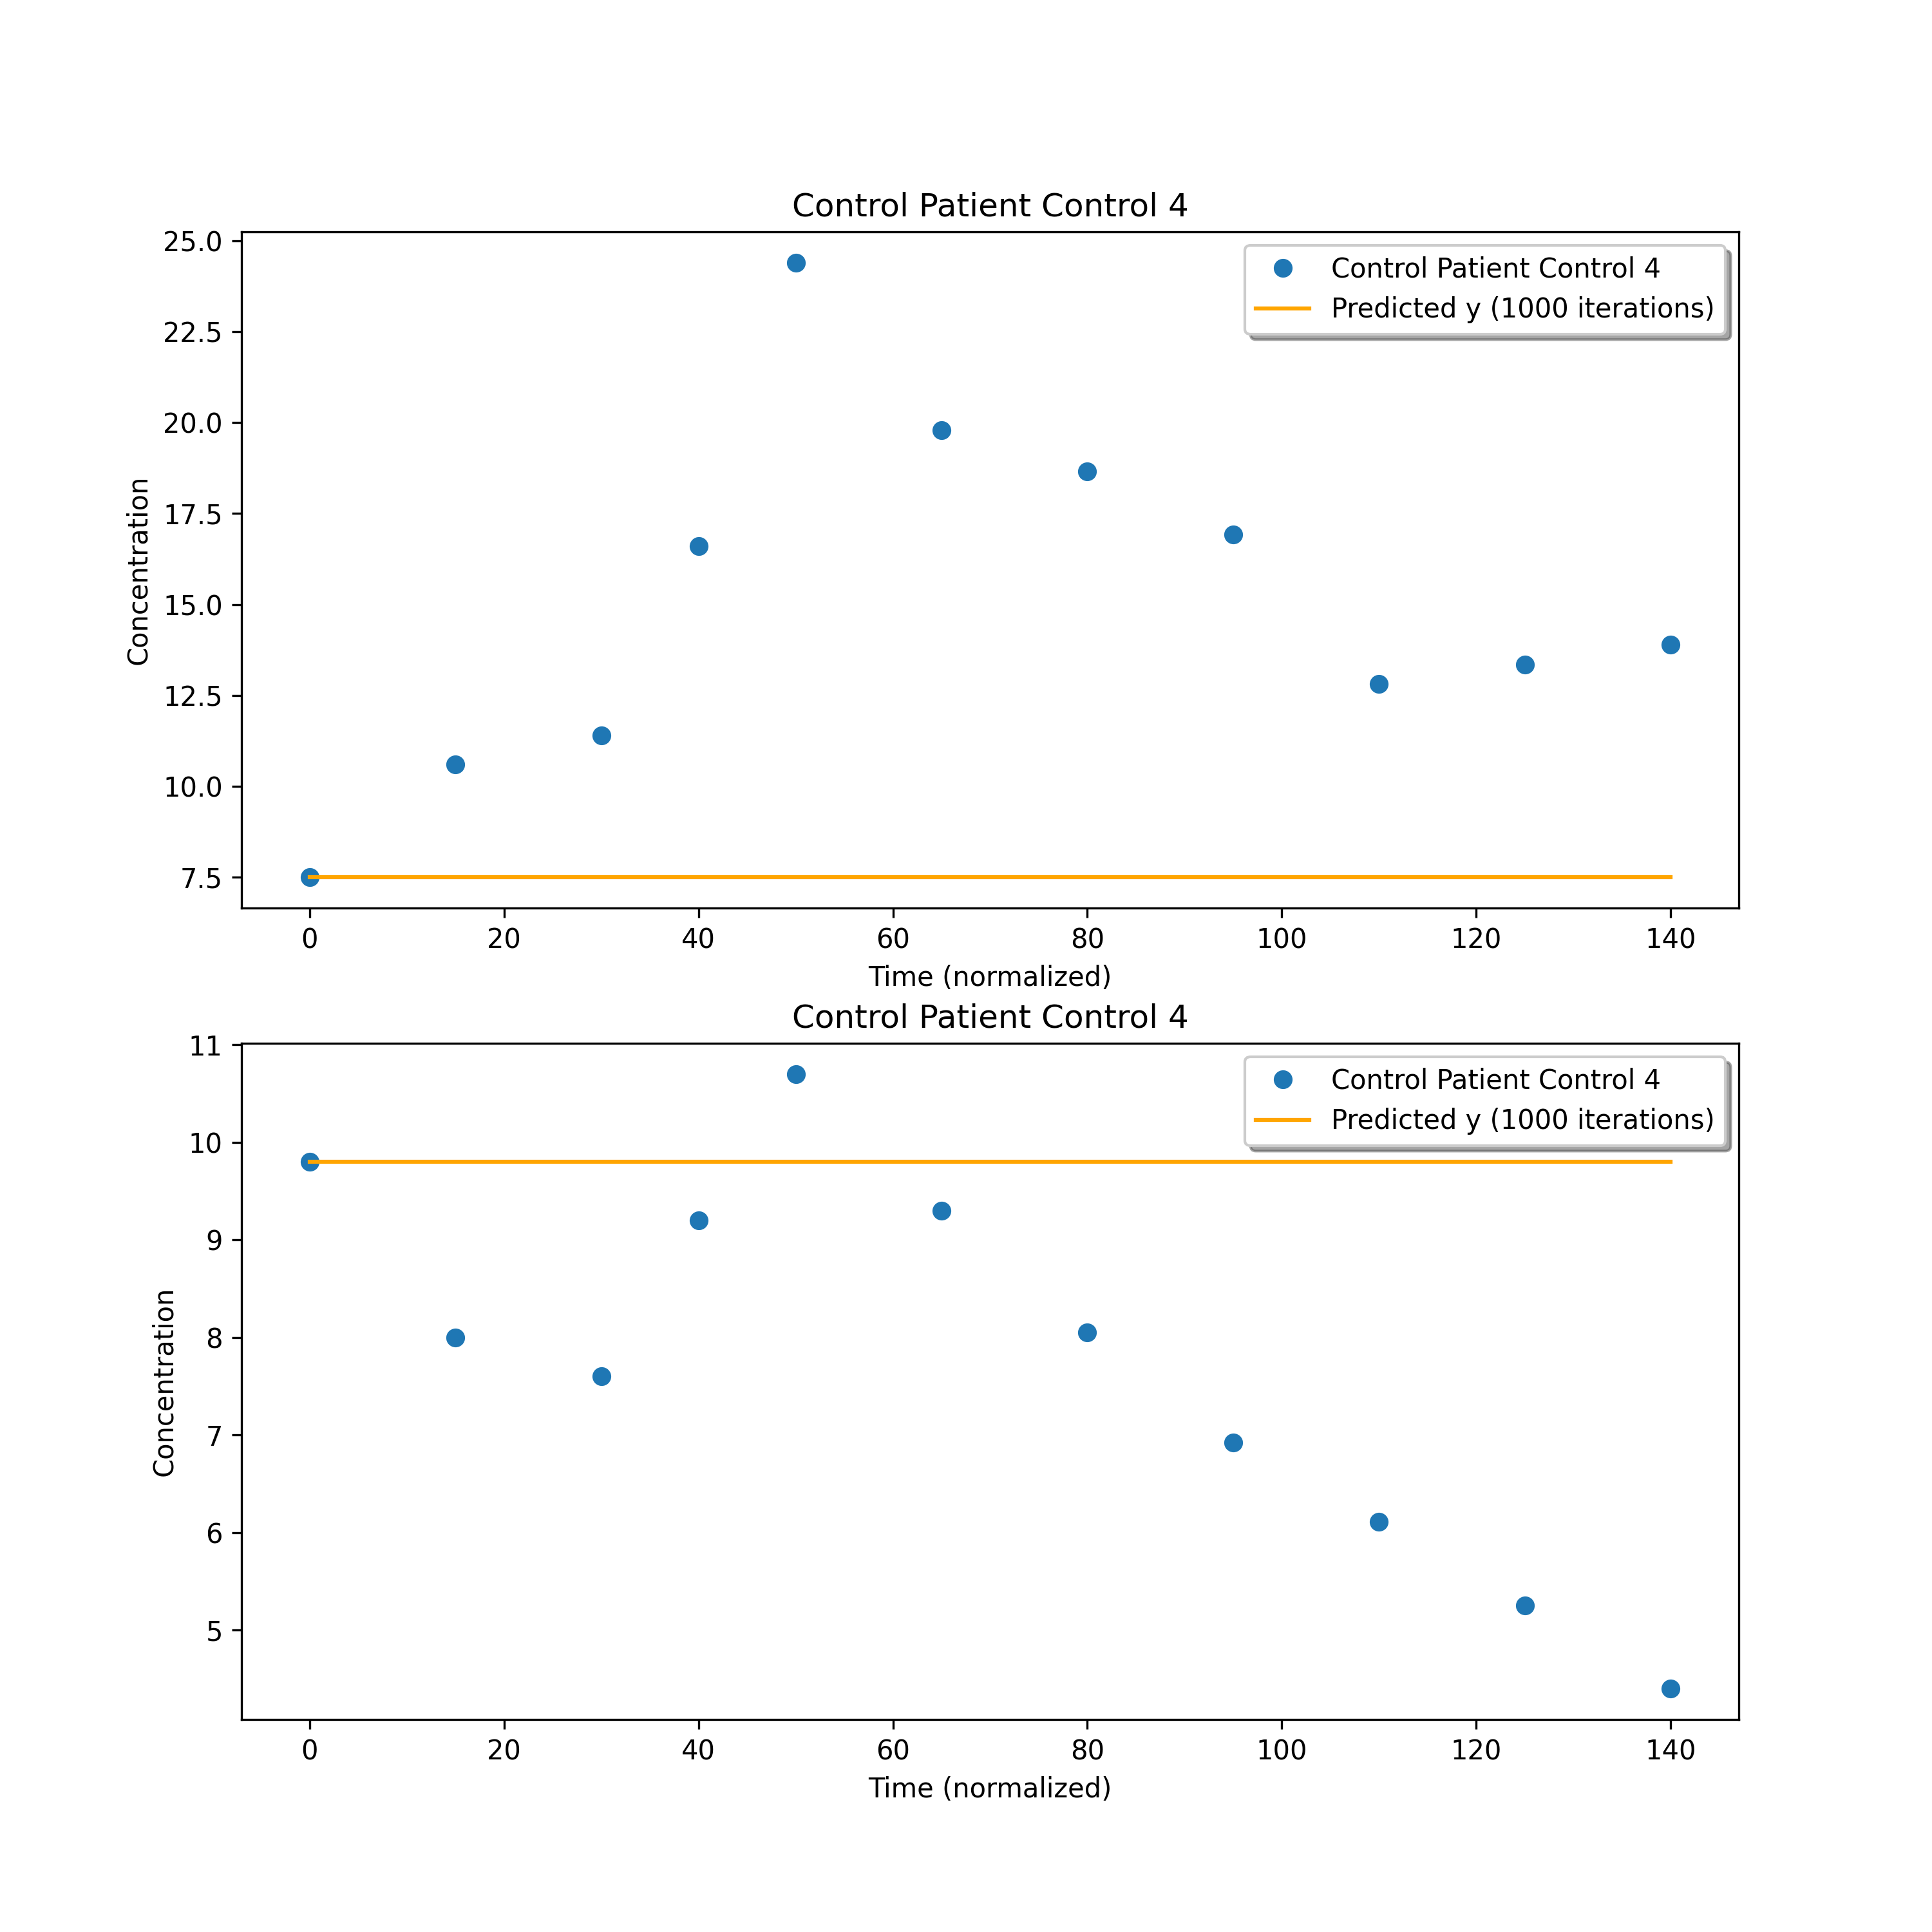 Control Patient Control 4
25.0
22.5
20.0
17.5
15.0
12.5
10.0
7.5
Concentration
Control Patient Control 4
Predicted y (1000 iterations)
0 20 40 60 80 100 120 140
Time (normalized)
Control Patient Control 4
11
10
9
8
7
6
5
Concentration
Control Patient Control 4
Predicted y (1000 iterations)
0 20 40 60 80 100 120 140
Time (normalized)